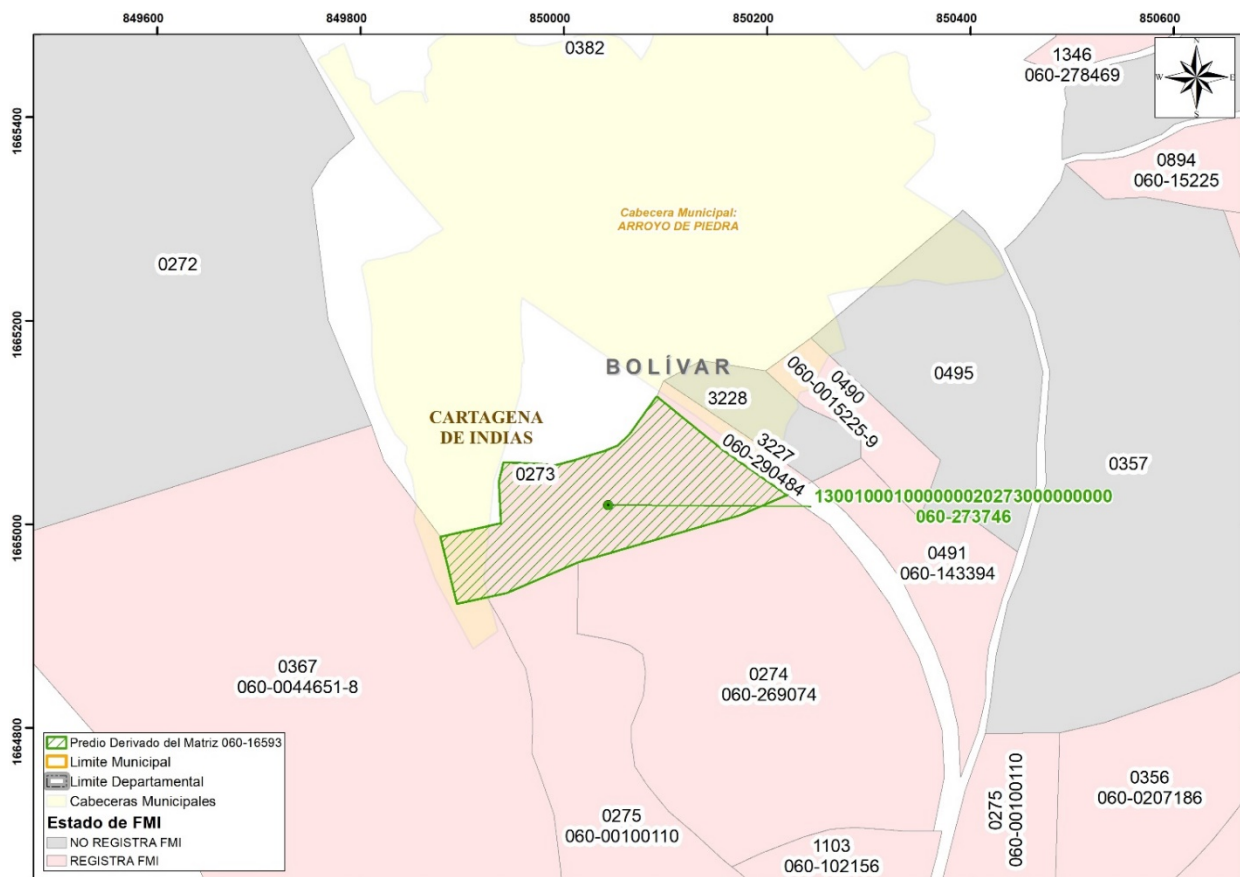 849600
849800
850000
850200
850400
850600
1665400
1665200
1665000
1664800
0382
1346
060-278469
N
W
E
S
0894
060-15225
Cabecera Municipal:
ARROYO DE PIEDRA
0272
BOLÍVAR
0490
060-0015225-9
0495
3228
CARTAGENA
DE INDIAS
3227
060-290484
0357
0273
130010001000000020273000000000
060-273746
0491
060-143394
0367
060-0044651-8
0274
060-269074
0275
060-00100110
0275
060-00100110
0356
060-0207186
1103
060-102156
Predio Derivado del Matriz 060-16593
Limite Municipal
Limite Departamental
Cabeceras Municipales
Estado de FMI
NO REGISTRA FMI
REGISTRA FMI